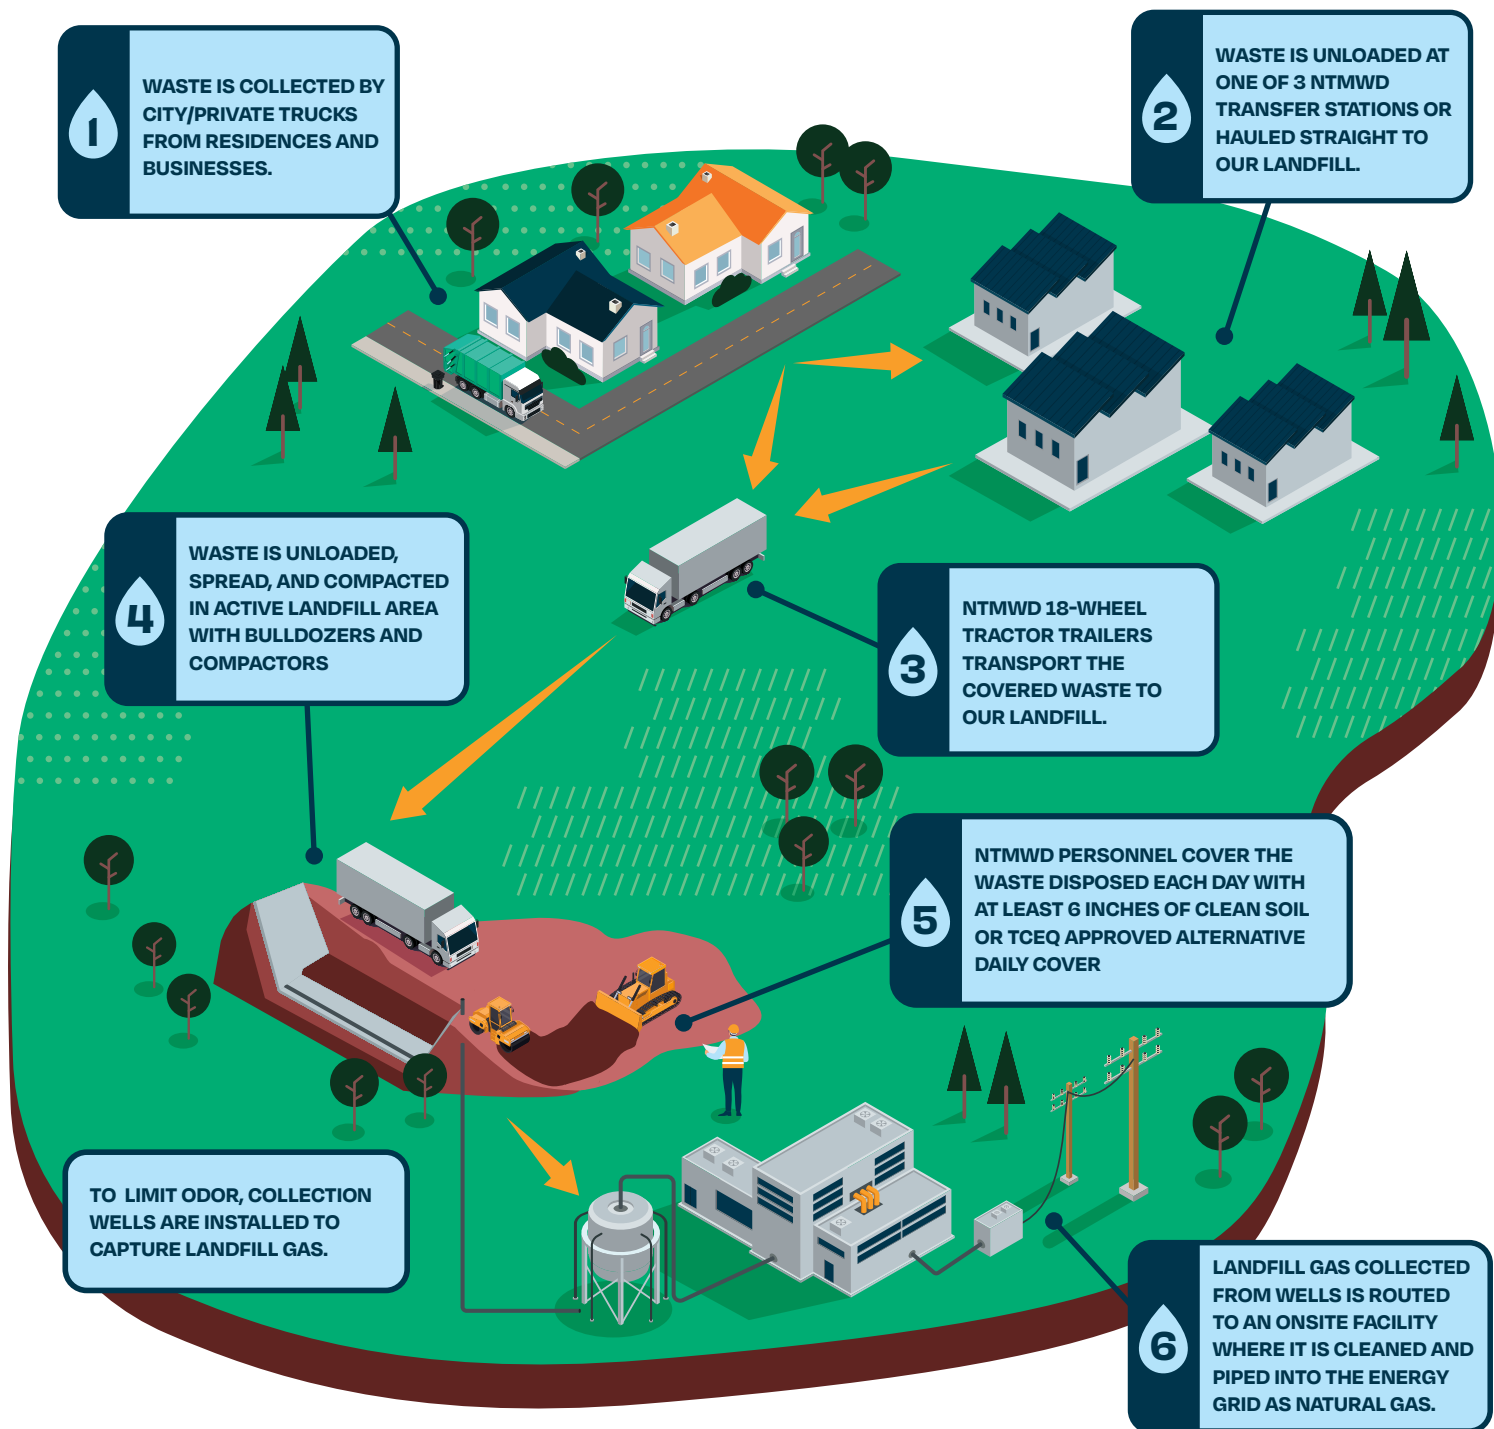 1
WASTE IS COLLECTED BY
CITY/PRIVATE TRUCKS
FROM RESIDENCES AND
BUSINESSES.
2
WASTE IS UNLOADED AT
ONE OF 3 NTMWD
TRANSFER STATIONS OR
HAULED STRAIGHT TO
OUR LANDFILL.
3
NTMWD 18-WHEEL
TRACTOR TRAILERS
TRANSPORT THE
COVERED WASTE TO
OUR LANDFILL.
4
WASTE IS UNLOADED,
SPREAD, AND COMPACTED
IN ACTIVE LANDFILL AREA
WITH BULLDOZERS AND
COMPACTORS
5
NTMWD PERSONNEL COVER THE
WASTE DISPOSED EACH DAY WITH
AT LEAST 6 INCHES OF CLEAN SOIL
OR TCEQ APPROVED ALTERNATIVE
DAILY COVER
TO LIMIT ODOR, COLLECTION
WELLS ARE INSTALLED TO
CAPTURE LANDFILL GAS.
6
LANDFILL GAS COLLECTED
FROM WELLS IS ROUTED
TO AN ONSITE FACILITY
WHERE IT IS CLEANED AND
PIPED INTO THE ENERGY
GRID AS NATURAL GAS.